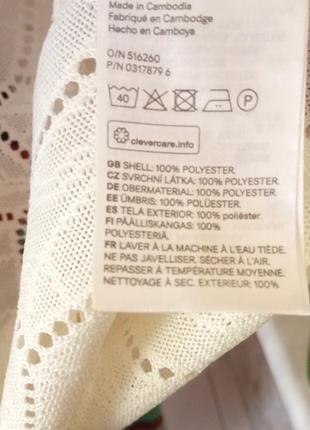 Made in Cambodia
Fabriqué en Cambodge
Hecho en Camboya
O/N 516260
P/N 0317879 6
40
P
clevercare.info
GB SHELL: 100% POLYESTER.
CZ SVRCHNÍ LÁTKA: 100% POLYESTER.
DE OBERMATERIAL: 100% POLYESTER.
EE ÜMBRIS: 100% POLÜESTER.
ES TELA EXTERIOR: 100% poliéster.
FI PÄÄLLISKANGAS: 100%
POLYESTERIÄ.
FR LAVER À LA MACHINE À L'EAU TIÈDE.
NE PAS JAVELLISER. SÉCHER À L'AIR.
REPASSER À TEMPÉRATURE MOYENNE.
NETTOYAGE À SEC. EXTERIEUR: 100%